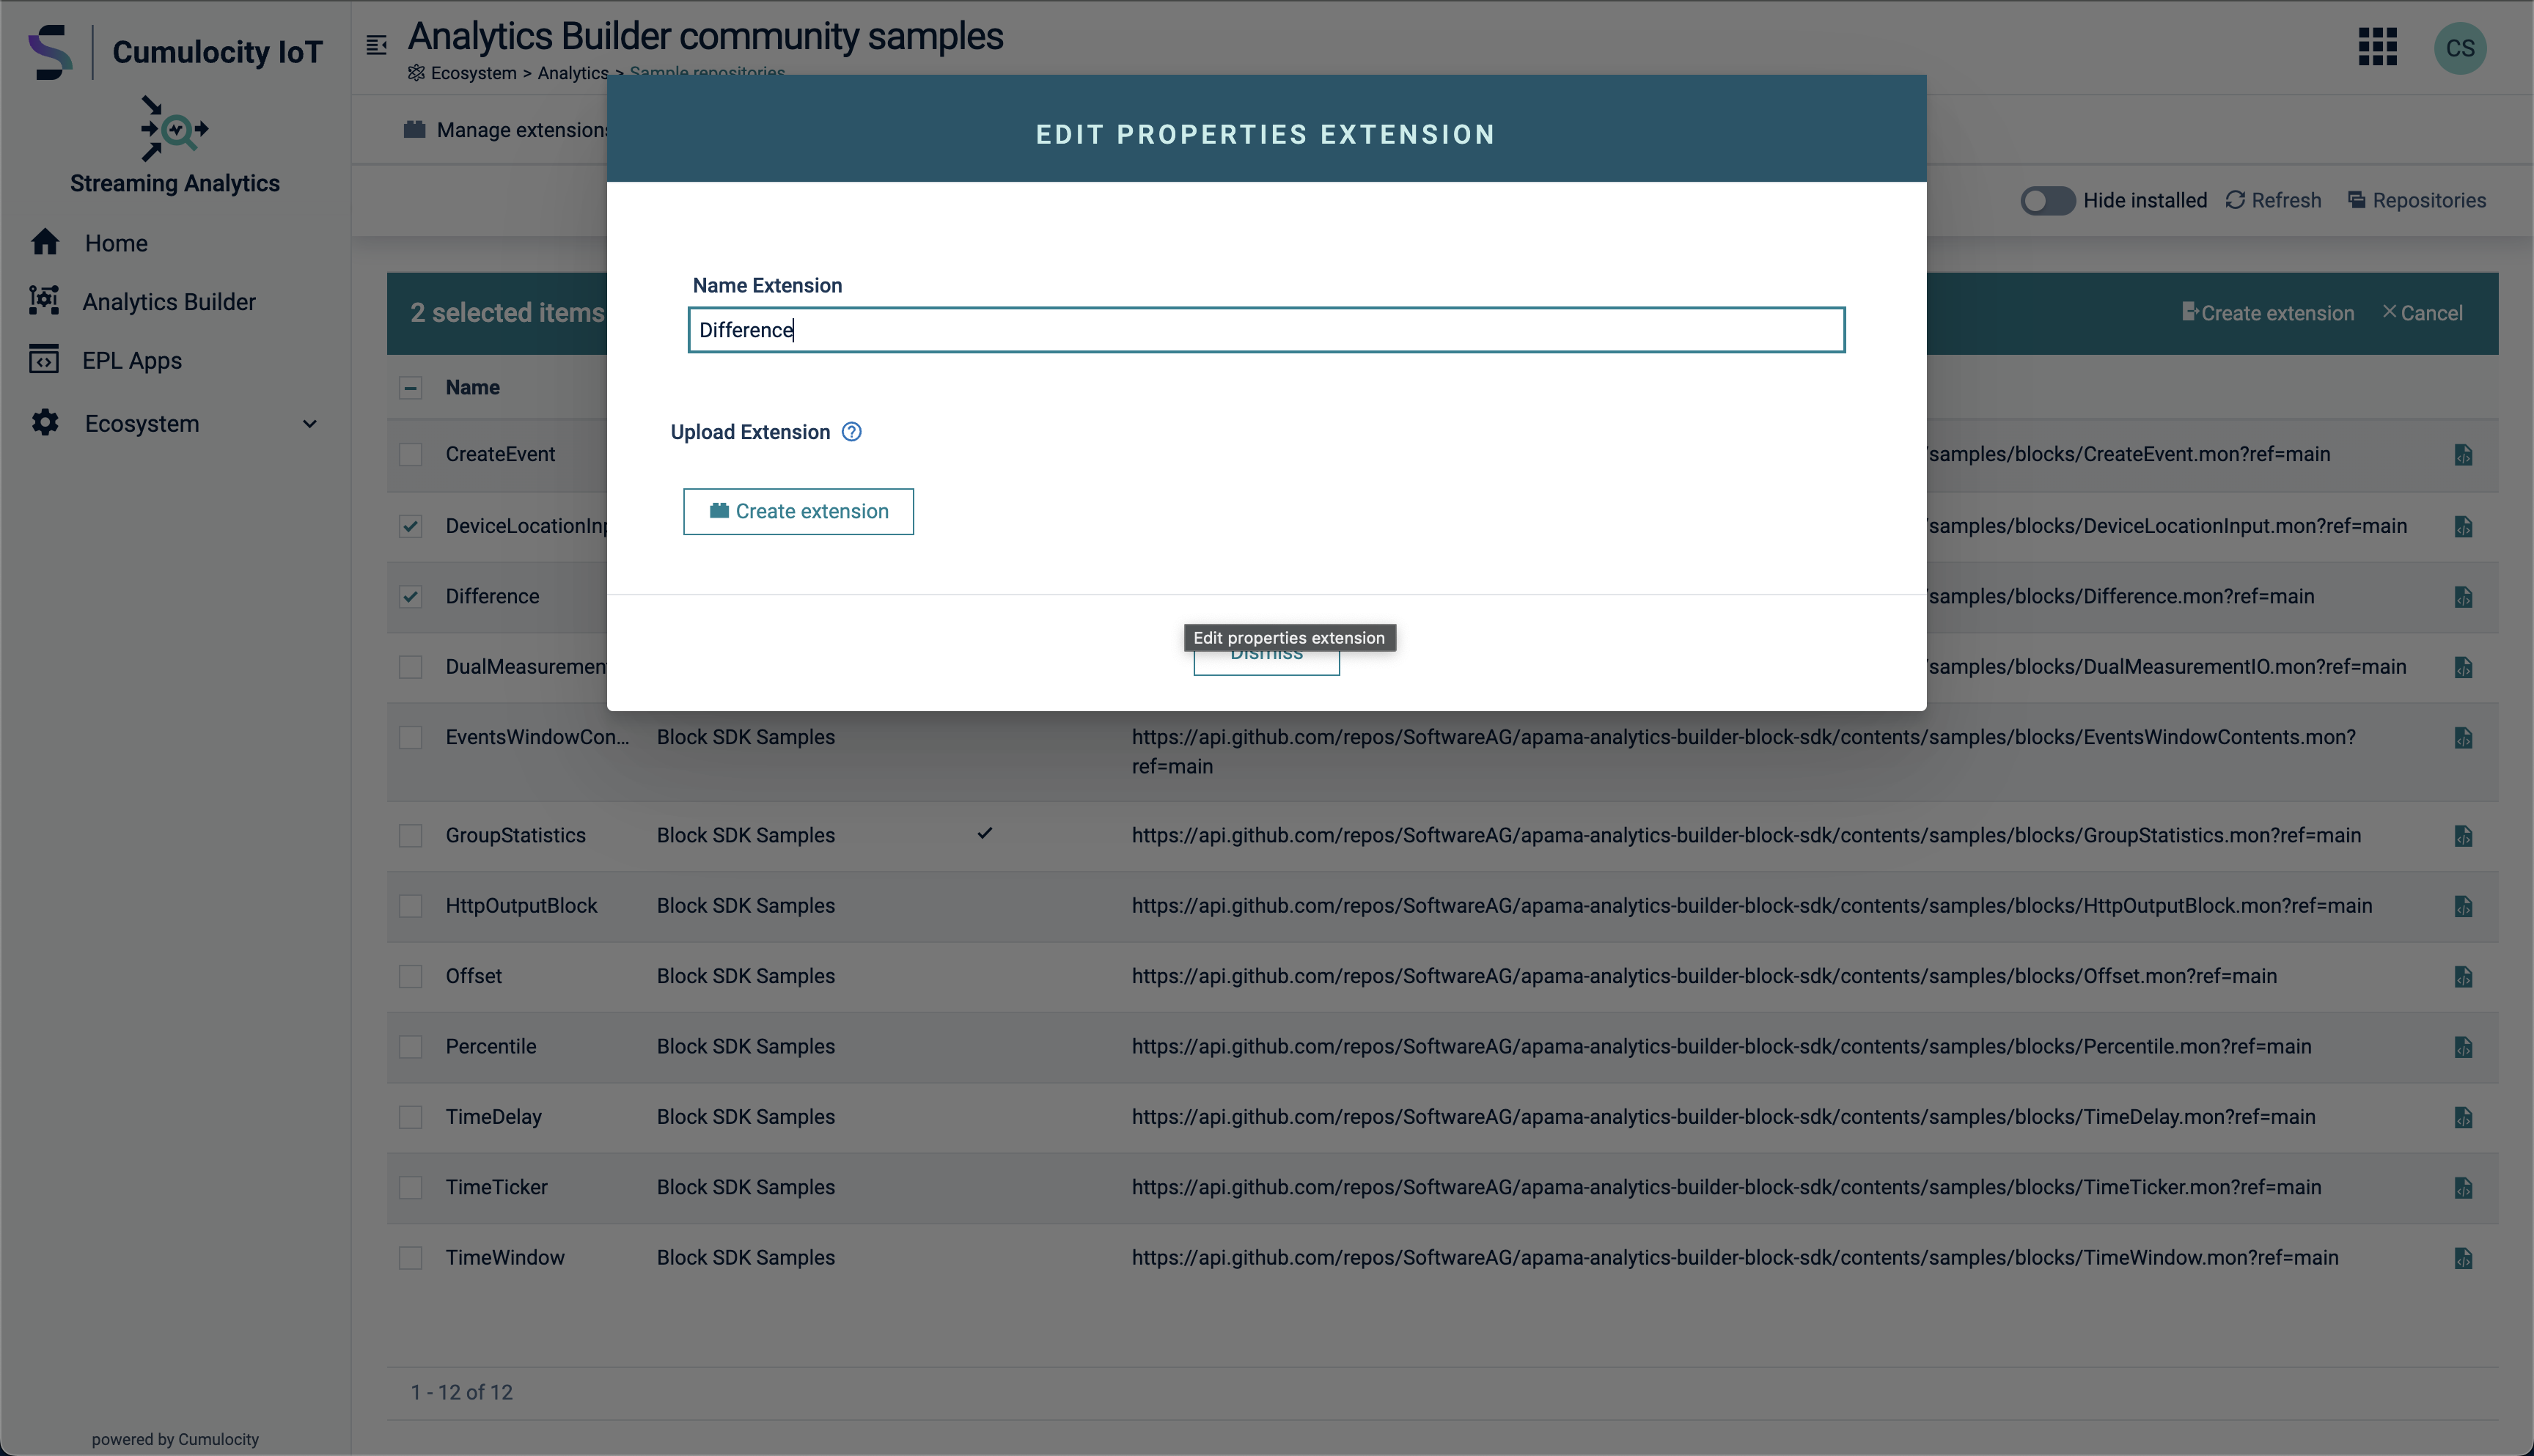 Cumulocity IoT
Streaming Analytics
Home
Analytics Builder
EPL Apps
Ecosystem
powered by Cumulocity
Analytics Builder community samples
Ecosystem > Analytics > Sample repositories
CS
Manage extensions
Hide installed Refresh Repositories
2 selected items
Create extension Cancel
EDIT PROPERTIES EXTENSION
Name Extension
Difference
Upload Extension
Create extension
Edit properties extension
Dismiss
Name
CreateEvent /samples/blocks/CreateEvent.mon?ref=main
DeviceLocationInp /samples/blocks/DeviceLocationInput.mon?ref=main
Difference /samples/blocks/Difference.mon?ref=main
DualMeasurement /samples/blocks/DualMeasurementIO.mon?ref=main
EventsWindowCon... Block SDK Samples https://api.github.com/repos/SoftwareAG/apama-analytics-builder-block-sdk/contents/samples/blocks/EventsWindowContents.mon?
ref=main
GroupStatistics Block SDK Samples https://api.github.com/repos/SoftwareAG/apama-analytics-builder-block-sdk/contents/samples/blocks/GroupStatistics.mon?ref=main
HttpOutputBlock Block SDK Samples https://api.github.com/repos/SoftwareAG/apama-analytics-builder-block-sdk/contents/samples/blocks/HttpOutputBlock.mon?ref=main
Offset Block SDK Samples https://api.github.com/repos/SoftwareAG/apama-analytics-builder-block-sdk/contents/samples/blocks/Offset.mon?ref=main
Percentile Block SDK Samples https://api.github.com/repos/SoftwareAG/apama-analytics-builder-block-sdk/contents/samples/blocks/Percentile.mon?ref=main
TimeDelay Block SDK Samples https://api.github.com/repos/SoftwareAG/apama-analytics-builder-block-sdk/contents/samples/blocks/TimeDelay.mon?ref=main
TimeTicker Block SDK Samples https://api.github.com/repos/SoftwareAG/apama-analytics-builder-block-sdk/contents/samples/blocks/TimeTicker.mon?ref=main
TimeWindow Block SDK Samples https://api.github.com/repos/SoftwareAG/apama-analytics-builder-block-sdk/contents/samples/blocks/TimeWindow.mon?ref=main
1 - 12 of 12